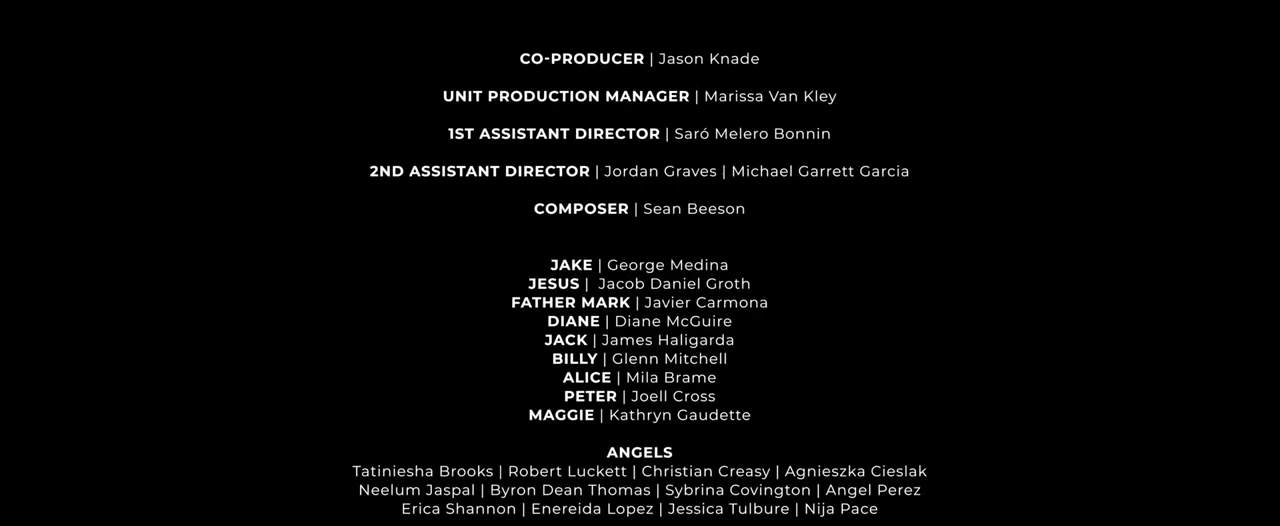 CO-PRODUCER | Jason Knade
UNIT PRODUCTION MANAGER | Marissa Van Kley
1ST ASSISTANT DIRECTOR | Saró Melero Bonnin
2ND ASSISTANT DIRECTOR | Jordan Graves | Michael Garrett Garcia
COMPOSER | Sean Beeson
JAKE | George Medina
JESUS | Jacob Daniel Groth
FATHER MARK | Javier Carmona
DIANE | Diane McGuire
JACK | James Haligarda
BILLY | Glenn Mitchell
ALICE | Mila Brame
PETER | Joell Cross
MAGGIE | Kathryn Gaudette
ANGELS
Tatiniesha Brooks | Robert Luckett | Christian Creasy | Agnieszka Cieslak
Neelum Jaspal | Byron Dean Thomas | Sybrina Covington | Angel Perez
Erica Shannon | Enereida Lopez | Jessica Tulbure | Nija Pace